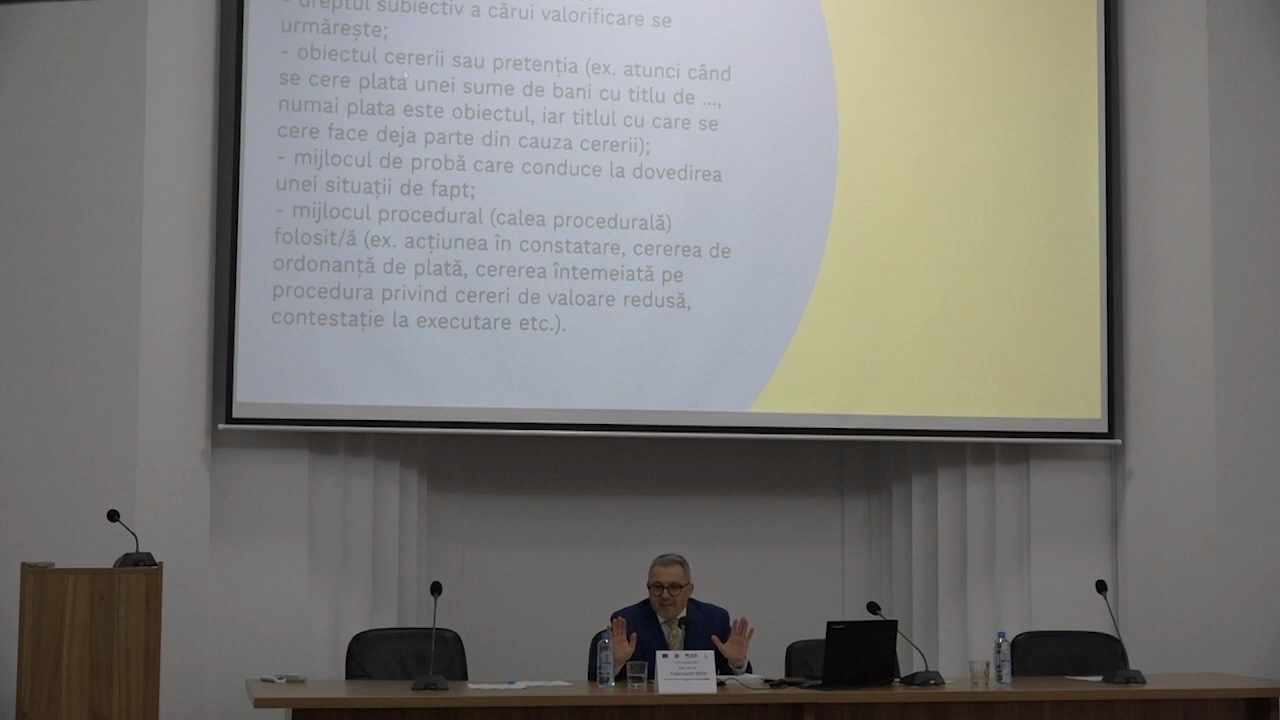 - dreptul subiectiv a cărui valorificare se
urmărește;
- obiectul cererii sau pretenția (ex. atunci când
se cere plata unei sume de bani cu titlu de ...,
numai plata este obiectul, iar titlul cu care se
cere face deja parte din cauza cererii);
- mijlocul de probă care conduce la dovedirea
unei situații de fapt;
- mijlocul procedural (calea procedurală)
folosit/ă (ex. acțiunea în constatare, cererea de
ordonanță de plată, cererea întemeiată pe
procedura privind cereri de valoare redusă,
contestație la executare etc.).